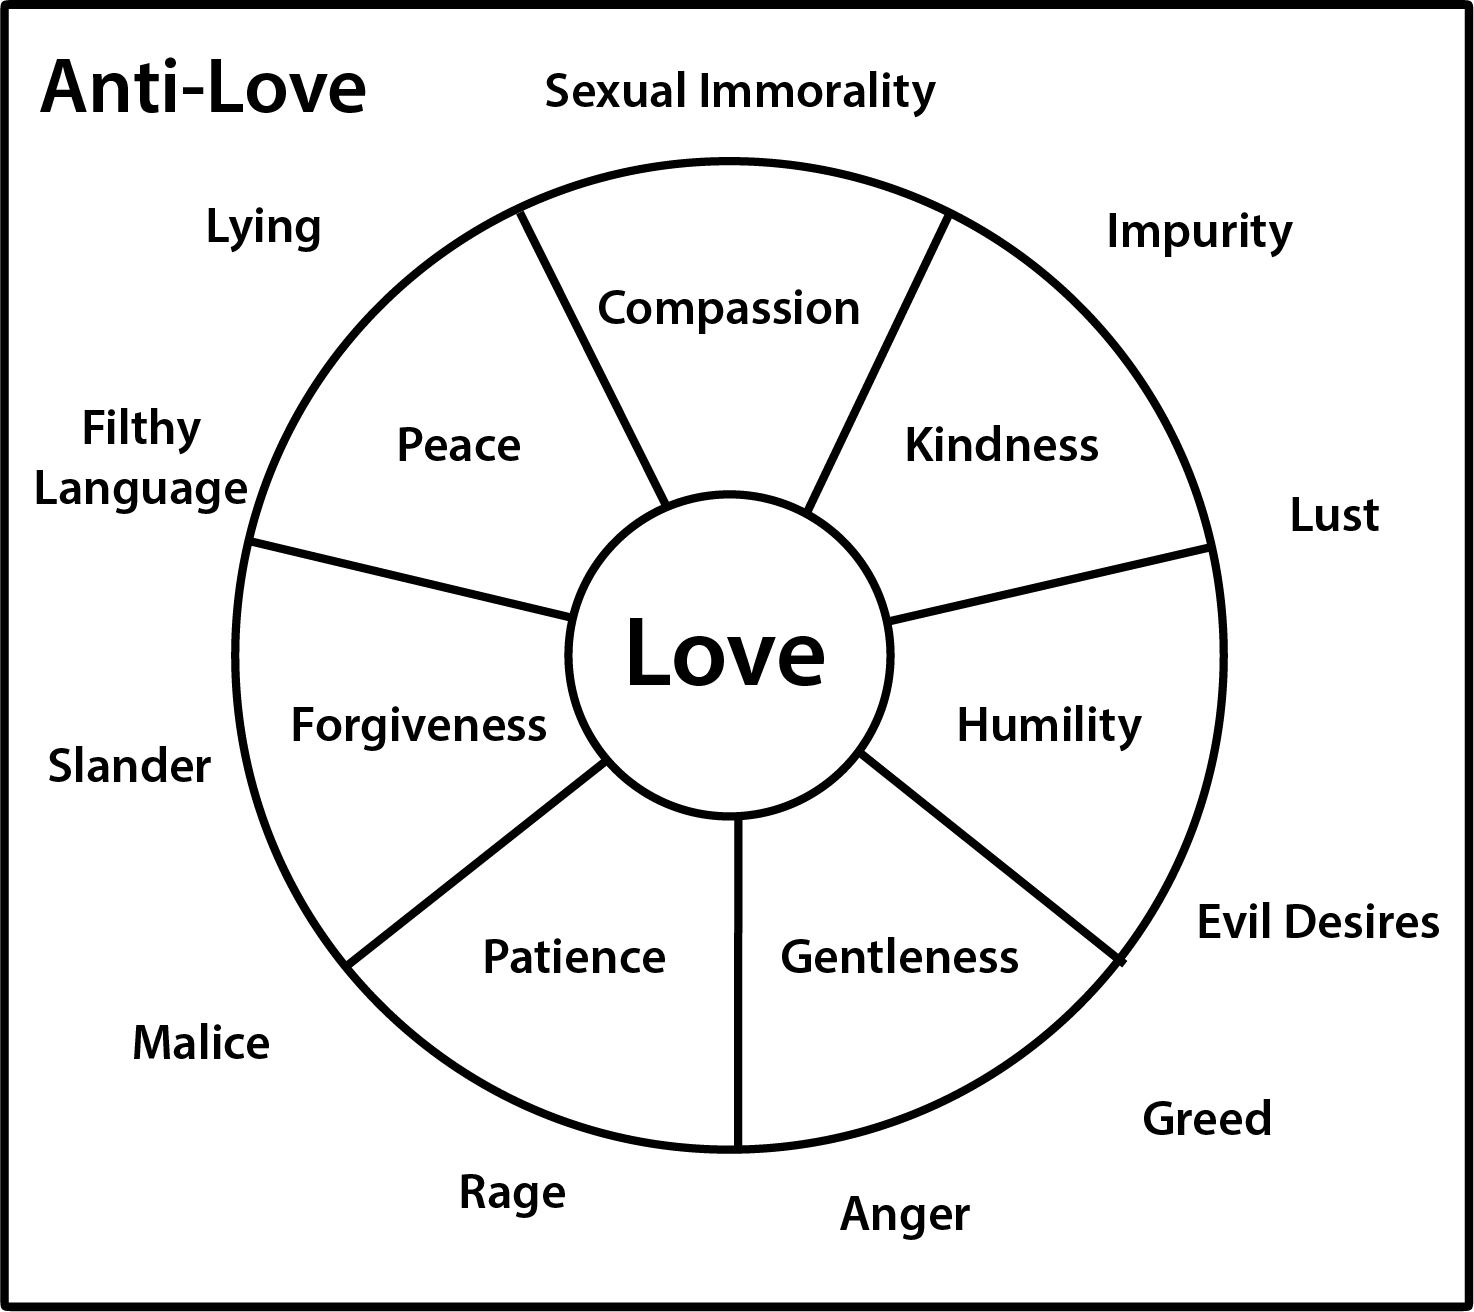 Anti-Love
Sexual Immorality
Lying
Impurity
Compassion
Filthy
Language
Peace
Kindness
Lust
Love
Forgiveness
Humility
Slander
Evil Desires
Patience
Gentleness
Malice
Greed
Rage
Anger